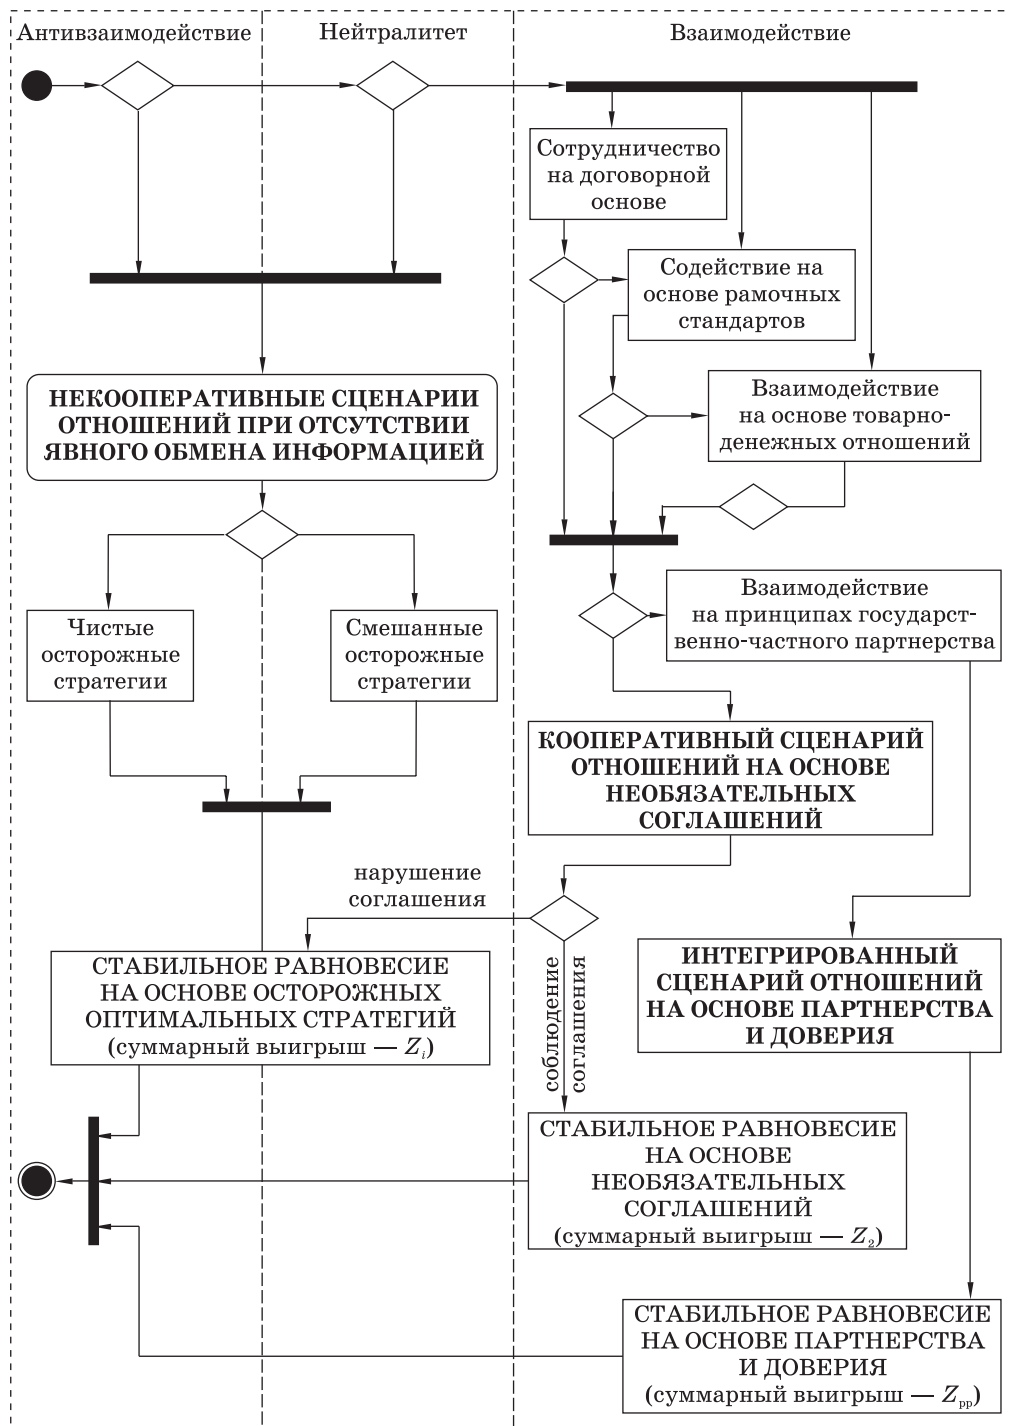 Антивзаимодействие
Нейтралитет
Взаимодействие
Сотрудничество
на договорной
основе
Содействие на
основе рамочных
стандартов
Взаимодействие
на основе товарно-
денежных отношений
НЕКООПЕРАТИВНЫЕ СЦЕНАРИИ
ОТНОШЕНИЙ ПРИ ОТСУТСТВИИ
ЯВНОГО ОБМЕНА ИНФОРМАЦИЕЙ
Чистые
осторожные
стратегии
Смешанные
осторожные
стратегии
Взаимодействие
на принципах государст-
венно-частного партнерства
КООПЕРАТИВНЫЙ СЦЕНАРИЙ
ОТНОШЕНИЙ НА ОСНОВЕ
НЕОБЯЗАТЕЛЬНЫХ
СОГЛАШЕНИЙ
нарушение
соглашения
соблюдение
соглашения
СТАБИЛЬНОЕ РАВНОВЕСИЕ
НА ОСНОВЕ ОСТОРОЖНЫХ
ОПТИМАЛЬНЫХ СТРАТЕГИЙ
(суммарный выигрыш — Zi)
ИНТЕГРИРОВАННЫЙ
СЦЕНАРИЙ ОТНОШЕНИЙ
НА ОСНОВЕ ПАРТНЕРСТВА
И ДОВЕРИЯ
СТАБИЛЬНОЕ РАВНОВЕСИЕ
НА ОСНОВЕ
НЕОБЯЗАТЕЛЬНЫХ
СОГЛАШЕНИЙ
(суммарный выигрыш — Z2)
СТАБИЛЬНОЕ РАВНОВЕСИЕ
НА ОСНОВЕ ПАРТНЕРСТВА
И ДОВЕРИЯ
(суммарный выигрыш — Zpp)